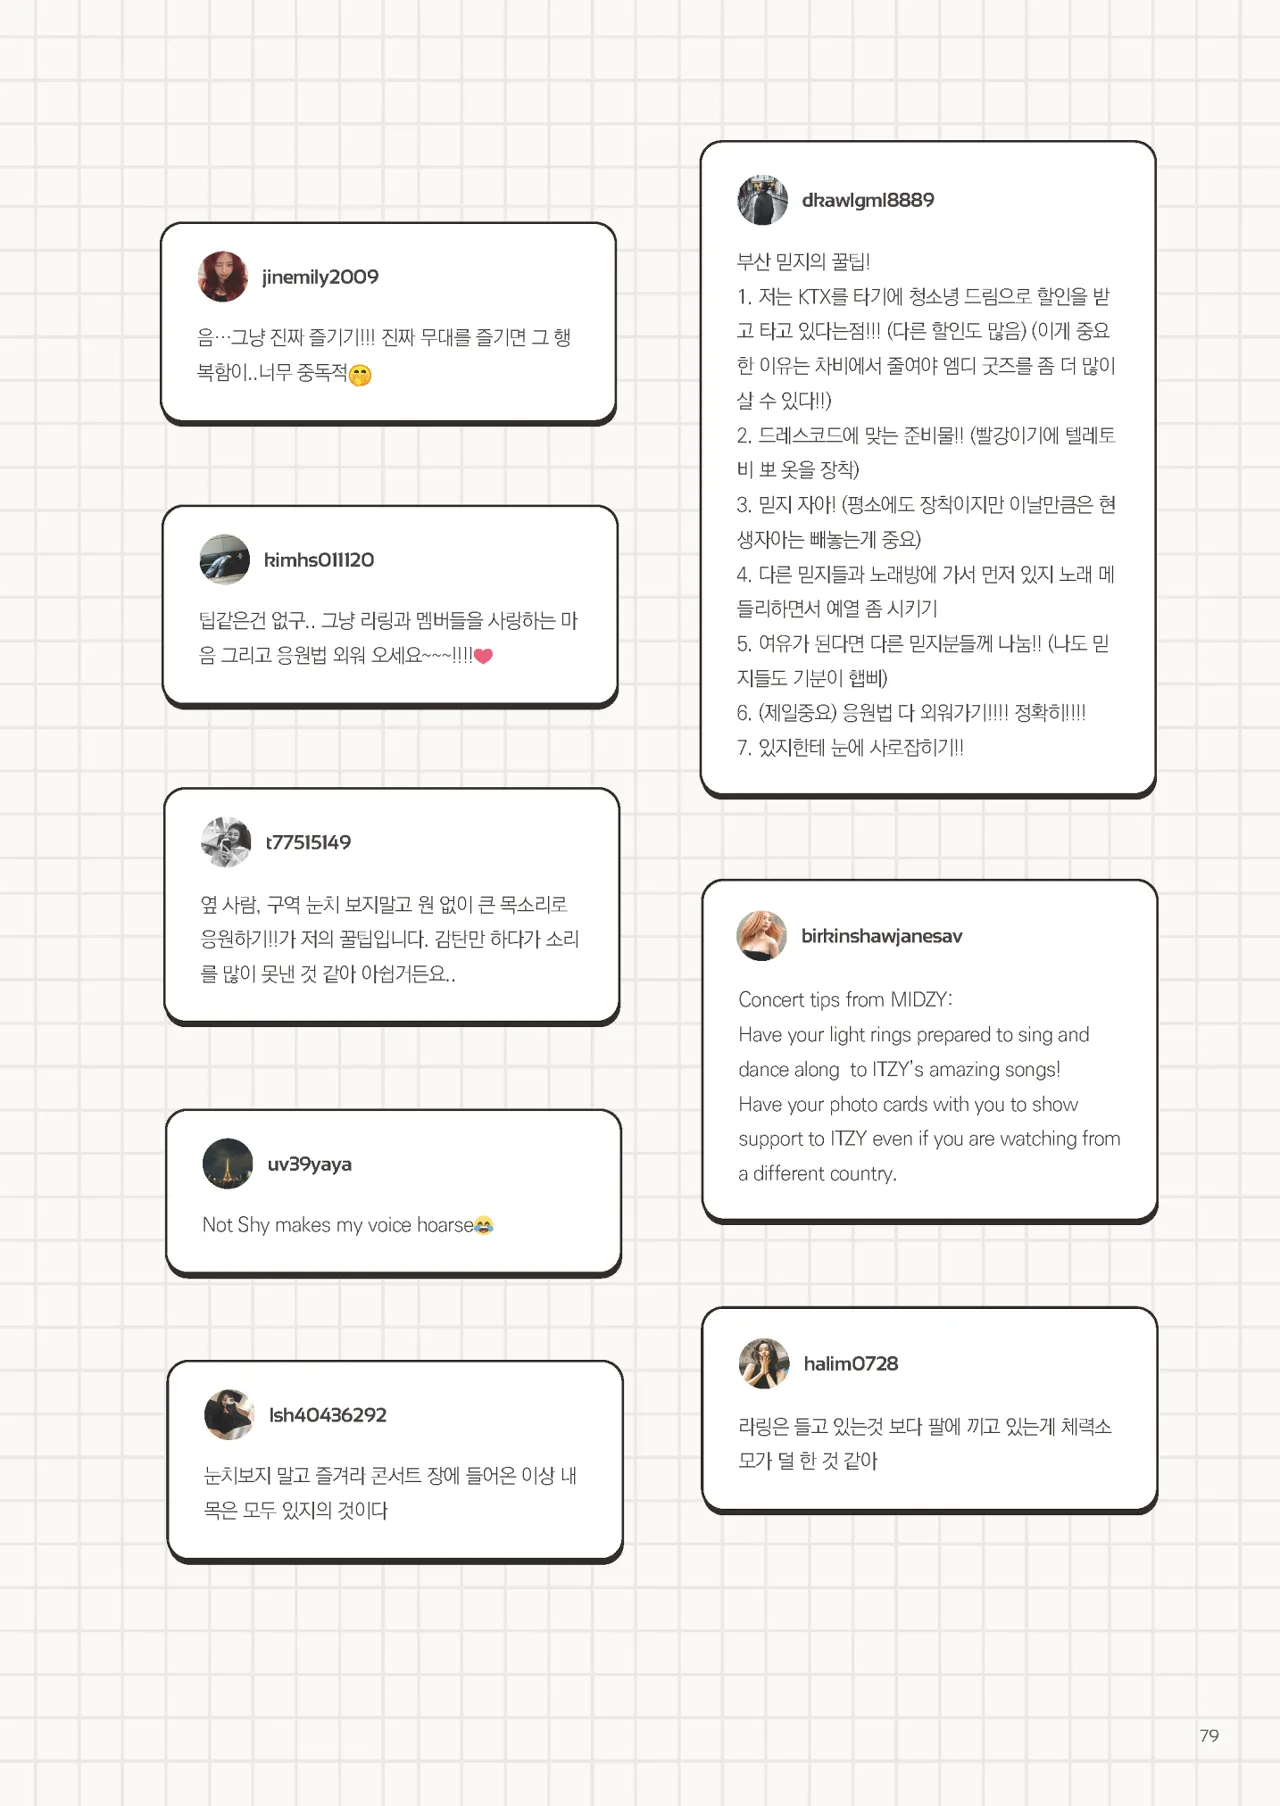 jinemily2009
음…그냥 진짜 즐기기!!! 진짜 무대를 즐기면 그 행
복함이..너무 중독적🤭
kimhs011120
팁같은건 없구.. 그냥 리링과 멤버들을 사랑하는 마
음 그리고 응원법 외워 오세요~~~!!!!❤
t77515149
옆 사람, 구역 눈치 보지말고 원 없이 큰 목소리로
응원하기!!가 저의 꿀팁입니다. 감탄만 하다가 소리
를 많이 못낸 것 같아 아쉽거든요..
uv39yaya
Not Shy makes my voice hoarse😂
lsh40436292
눈치보지 말고 즐겨라 콘서트 장에 들어온 이상 내
목은 모두 있지의 것이다
dkawlgml8889
부산 믿지의 꿀팁!
1. 저는 KTX를 타기에 청소녕 드림으로 할인을 받
고 타고 있다는점!!! (다른 할인도 많음) (이게 중요
한 이유는 차비에서 줄여야 엠디 굿즈를 좀 더 많이
살 수 있다!!)
2. 드레스코드에 맞는 준비물!! (빨강이기에 텔레토
비 뽀 옷을 장착)
3. 믿지 자아! (평소에도 장착이지만 이날만큼은 현
생자아는 빼놓는게 중요)
4. 다른 믿지들과 노래방에 가서 먼저 있지 노래 메
들리하면서 예열 좀 시키기
5. 여유가 된다면 다른 믿지분들께 나눔!! (나도 믿
지들도 기분이 햅삐)
6. (제일중요) 응원법 다 외워가기!!!! 정확히!!!!
7. 있지한테 눈에 사로잡히기!!
birkinshawjanesav
Concert tips from MIDZY:
Have your light rings prepared to sing and
dance along  to ITZY's amazing songs!
Have your photo cards with you to show
support to ITZY even if you are watching from
a different country.
halim0728
라링은 들고 있는것 보다 팔에 끼고 있는게 체력소
모가 덜 한 것 같아
79